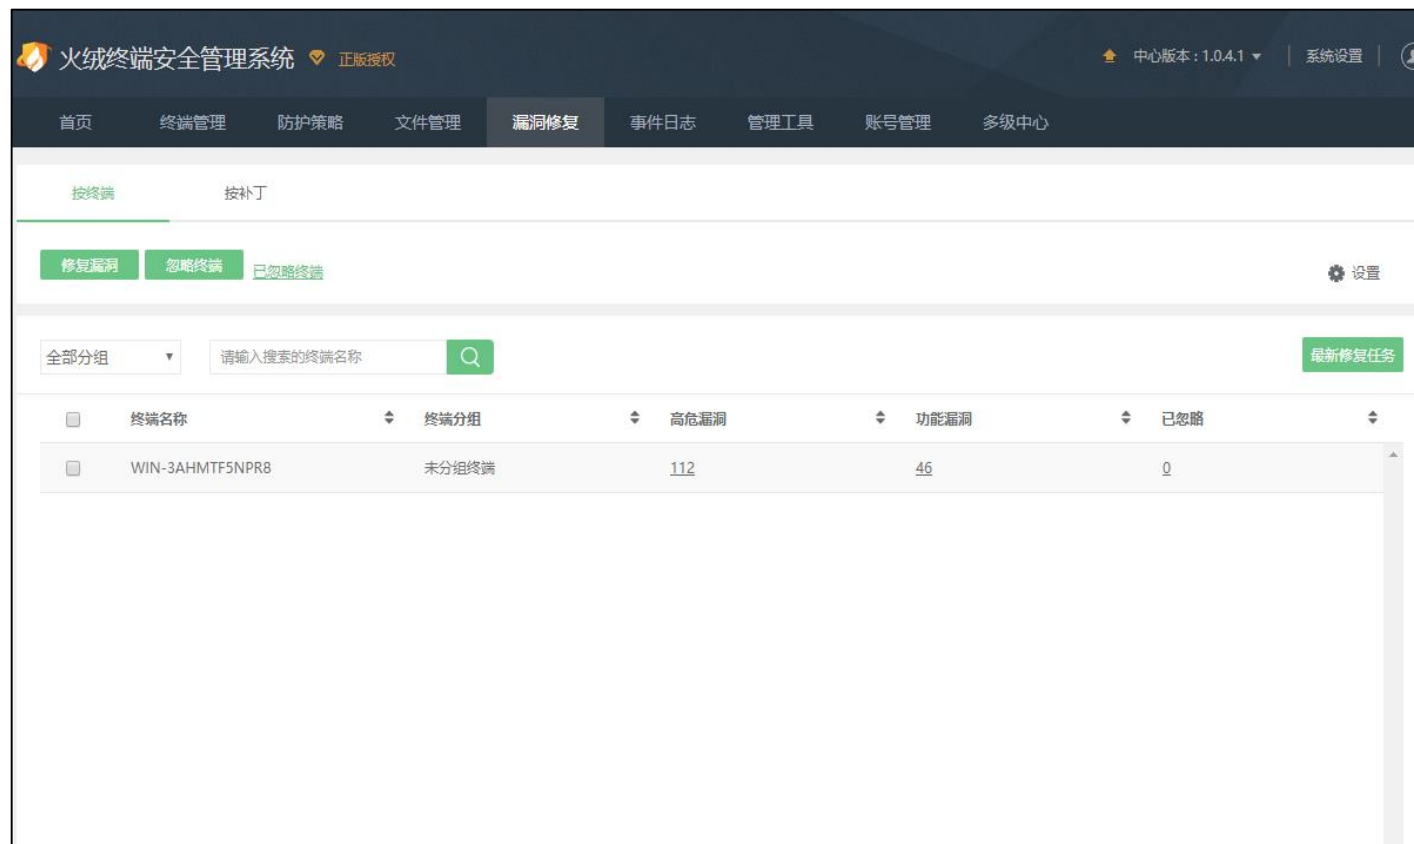 火绒终端安全管理系统 正版授权 中心版本：1.0.4.1 系统设置
首页 终端管理 防护策略 文件管理 漏洞修复 事件日志 管理工具 账号管理 多级中心
按终端 按补丁
修复漏洞 忽略终端 已忽略终端 设置
全部分组 请输入搜索的终端名称 最新修复任务
终端名称 终端分组 高危漏洞 功能漏洞 已忽略
WIN-3AHMTF5NPR8 未分组终端 112 46 0